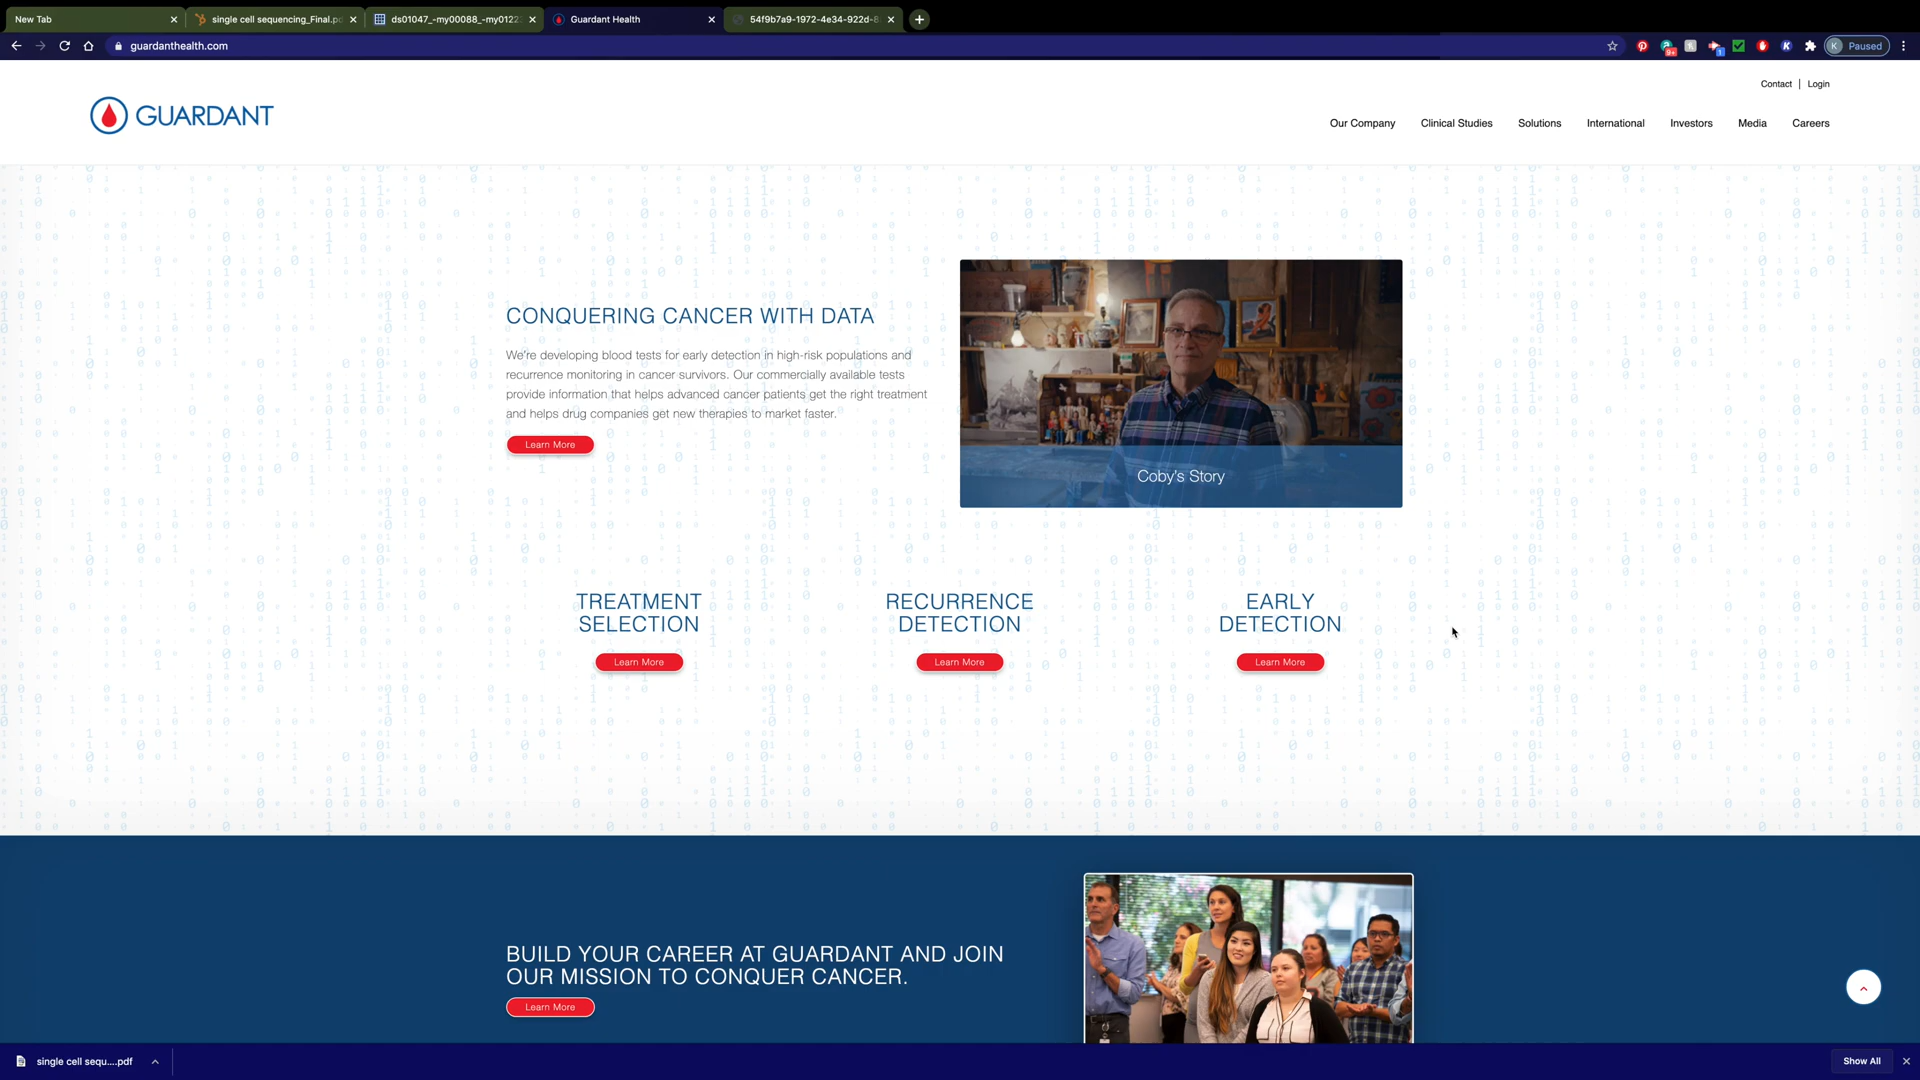 New Tab
single cell sequencing_Final.pd
ds01047_-my00088_-my0122
Guardant Health
54f9b7a9-1972-4e34-922d-8
guardanthealth.com
9+
1
K
K Paused
Contact | Login
GUARDANT
Our Company
Clinical Studies
Solutions
International
Investors
Media
Careers
CONQUERING CANCER WITH DATA
We're developing blood tests for early detection in high-risk populations and
recurrence monitoring in cancer survivors. Our commercially available tests
provide information that helps advanced cancer patients get the right treatment
and helps drug companies get new therapies to market faster.
Learn More
Coby's Story
TREATMENT
SELECTION
Learn More
RECURRENCE
DETECTION
Learn More
EARLY
DETECTION
Learn More
BUILD YOUR CAREER AT GUARDANT AND JOIN
OUR MISSION TO CONQUER CANCER.
Learn More
single cell sequ....pdf
Show All